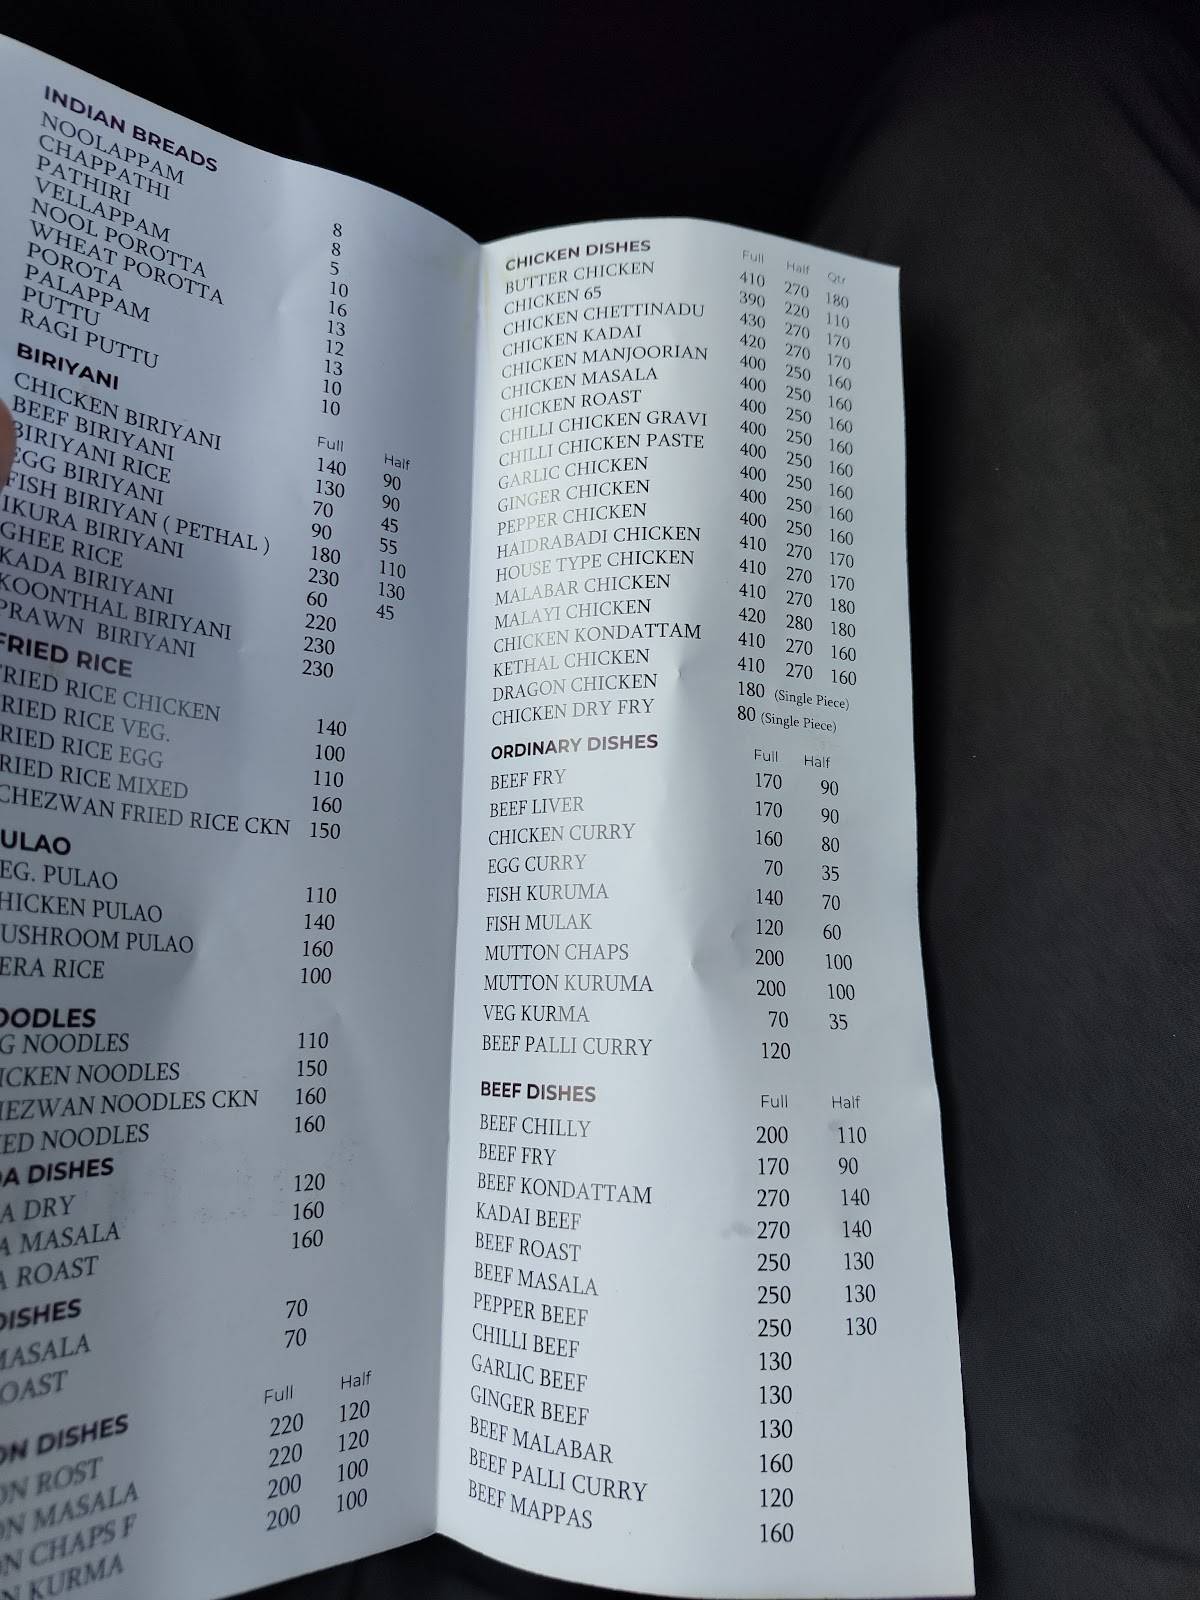 INDIAN BREADS
NOOLAPPAM 8
CHAPPATHI 8
PATHIRI 5
VELLAPPAM 10
NOOL POROTTA 16
WHEAT POROTTA 13
POROTA 12
PALAPPAM 13
PUTTU 10
RAGI PUTTU 10
BIRIYANI Full Half
CHICKEN BIRIYANI 140 90
BEEF BIRIYANI 130 90
BIRIYANI RICE 70 45
EGG BIRIYANI 90 55
FISH BIRIYAN ( PETHAL ) 180 110
IKURA BIRIYANI 230 130
GHEE RICE 60 45
KADA BIRIYANI 220
KOONTHAL BIRIYANI 230
PRAWN BIRIYANI 230
FRIED RICE
FRIED RICE CHICKEN 140
RIED RICE VEG. 100
RIED RICE EGG 110
RIED RICE MIXED 160
CHEZWAN FRIED RICE CKN 150
ULAO
EG. PULAO 110
HICKEN PULAO 140
USHROOM PULAO 160
ERA RICE 100
OODLES
G NOODLES 110
ICKEN NOODLES 150
HEZWAN NOODLES CKN 160
ED NOODLES 160
DA DISHES
A DRY 120
A MASALA 160
A ROAST 160
DISHES
MASALA 70
OAST 70
ON DISHES Full Half
ON ROST 220 120
ON MASALA 220 120
ON CHAPS F 200 100
N KURMA 200 100
CHICKEN DISHES Full Half Qtr
BUTTER CHICKEN 410 270 180
CHICKEN 65 390 220 110
CHICKEN CHETTINADU 430 270 170
CHICKEN KADAI 420 270 170
CHICKEN MANJOORIAN 400 250 160
CHICKEN MASALA 400 250 160
CHICKEN ROAST 400 250 160
CHILLI CHICKEN GRAVI 400 250 160
CHILLI CHICKEN PASTE 400 250 160
GARLIC CHICKEN 400 250 160
GINGER CHICKEN 400 250 160
PEPPER CHICKEN 400 250 160
HAIDRABADI CHICKEN 410 270 170
HOUSE TYPE CHICKEN 410 270 170
MALABAR CHICKEN 410 270 180
MALAYI CHICKEN 420 280 180
CHICKEN KONDATTAM 410 270 160
KETHAL CHICKEN 410 270 160
DRAGON CHICKEN 180 (Single Piece)
CHICKEN DRY FRY 80 (Single Piece)
ORDINARY DISHES Full Half
BEEF FRY 170 90
BEEF LIVER 170 90
CHICKEN CURRY 160 80
EGG CURRY 70 35
FISH KURUMA 140 70
FISH MULAK 120 60
MUTTON CHAPS 200 100
MUTTON KURUMA 200 100
VEG KURMA 70 35
BEEF PALLI CURRY 120
BEEF DISHES Full Half
BEEF CHILLY 200 110
BEEF FRY 170 90
BEEF KONDATTAM 270 140
KADAI BEEF 270 140
BEEF ROAST 250 130
BEEF MASALA 250 130
PEPPER BEEF 250 130
CHILLI BEEF 130
GARLIC BEEF 130
GINGER BEEF 130
BEEF MALABAR 160
BEEF PALLI CURRY 120
BEEF MAPPAS 160